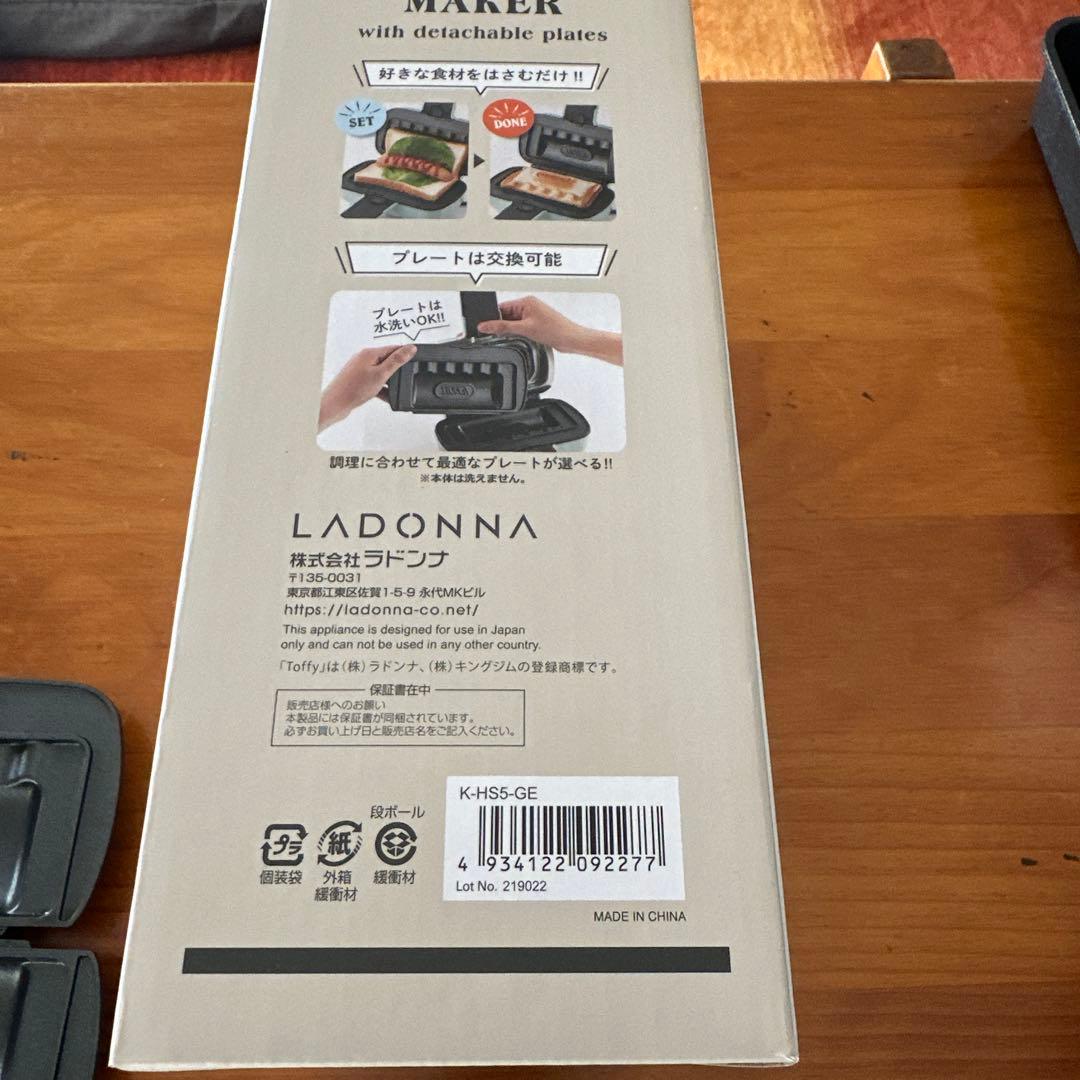 MAKER
with detachable plates
好きな食材をはさむだけ!!
SET
DONE
プレートは交換可能
プレートは
水洗いOK!!
調理に合わせて最適なプレートが選べる!!
※本体は洗えません。
LADONNA
株式会社ラドンナ
〒135-0031
東京都江東区佐賀1-5-9 永代MKビル
https://ladonna-co.net/
This appliance is designed for use in Japan
only and can not be used in any other country.
「Toffy」は(株)ラドンナ、(株)キングジムの登録商標です。
保証書在中
販売店様へのお願い
本製品には保証書が同梱されています。
必ずお買い上げ日と販売店名をご記入ください。
段ボール
プラ
紙
個装袋
外箱
緩衝材
緩衝材
K-HS5-GE
4 934122 092277
Lot No. 219022
MADE IN CHINA